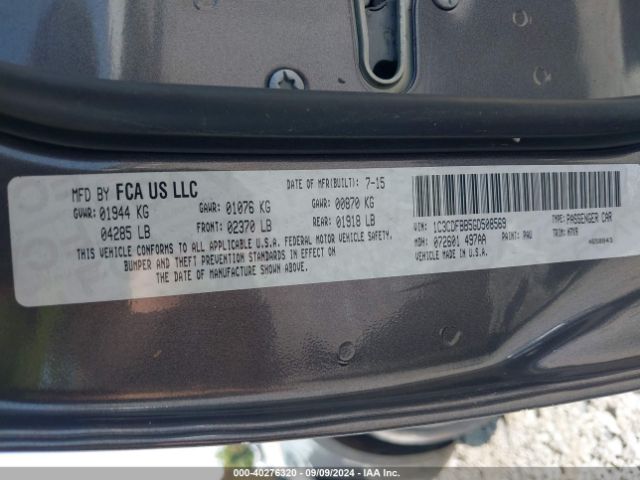 MFD BY FCA US LLC
DATE OF MFR(BUILT): 7-15
GVWR: 01944 KG GAWR: 01076 KG GAWR: 00870 KG
04285 LB FRONT: 02370 LB REAR: 01918 LB
THIS VEHICLE CONFORMS TO ALL APPLICABLE U.S.A. FEDERAL MOTOR VEHICLE SAFETY,
BUMPER AND THEFT PREVENTION STANDARDS IN EFFECT ON
THE DATE OF MANUFACTURE SHOWN ABOVE.
VIN: 1C3CDFBB5GD508569 TYPE: PASSENGER CAR
MDH: 072601 497AA PAINT: PAU TRIM:
VEHICLE MADE IN U.S.A.
000-40276320 - 09/09/2024 - IAA Inc.